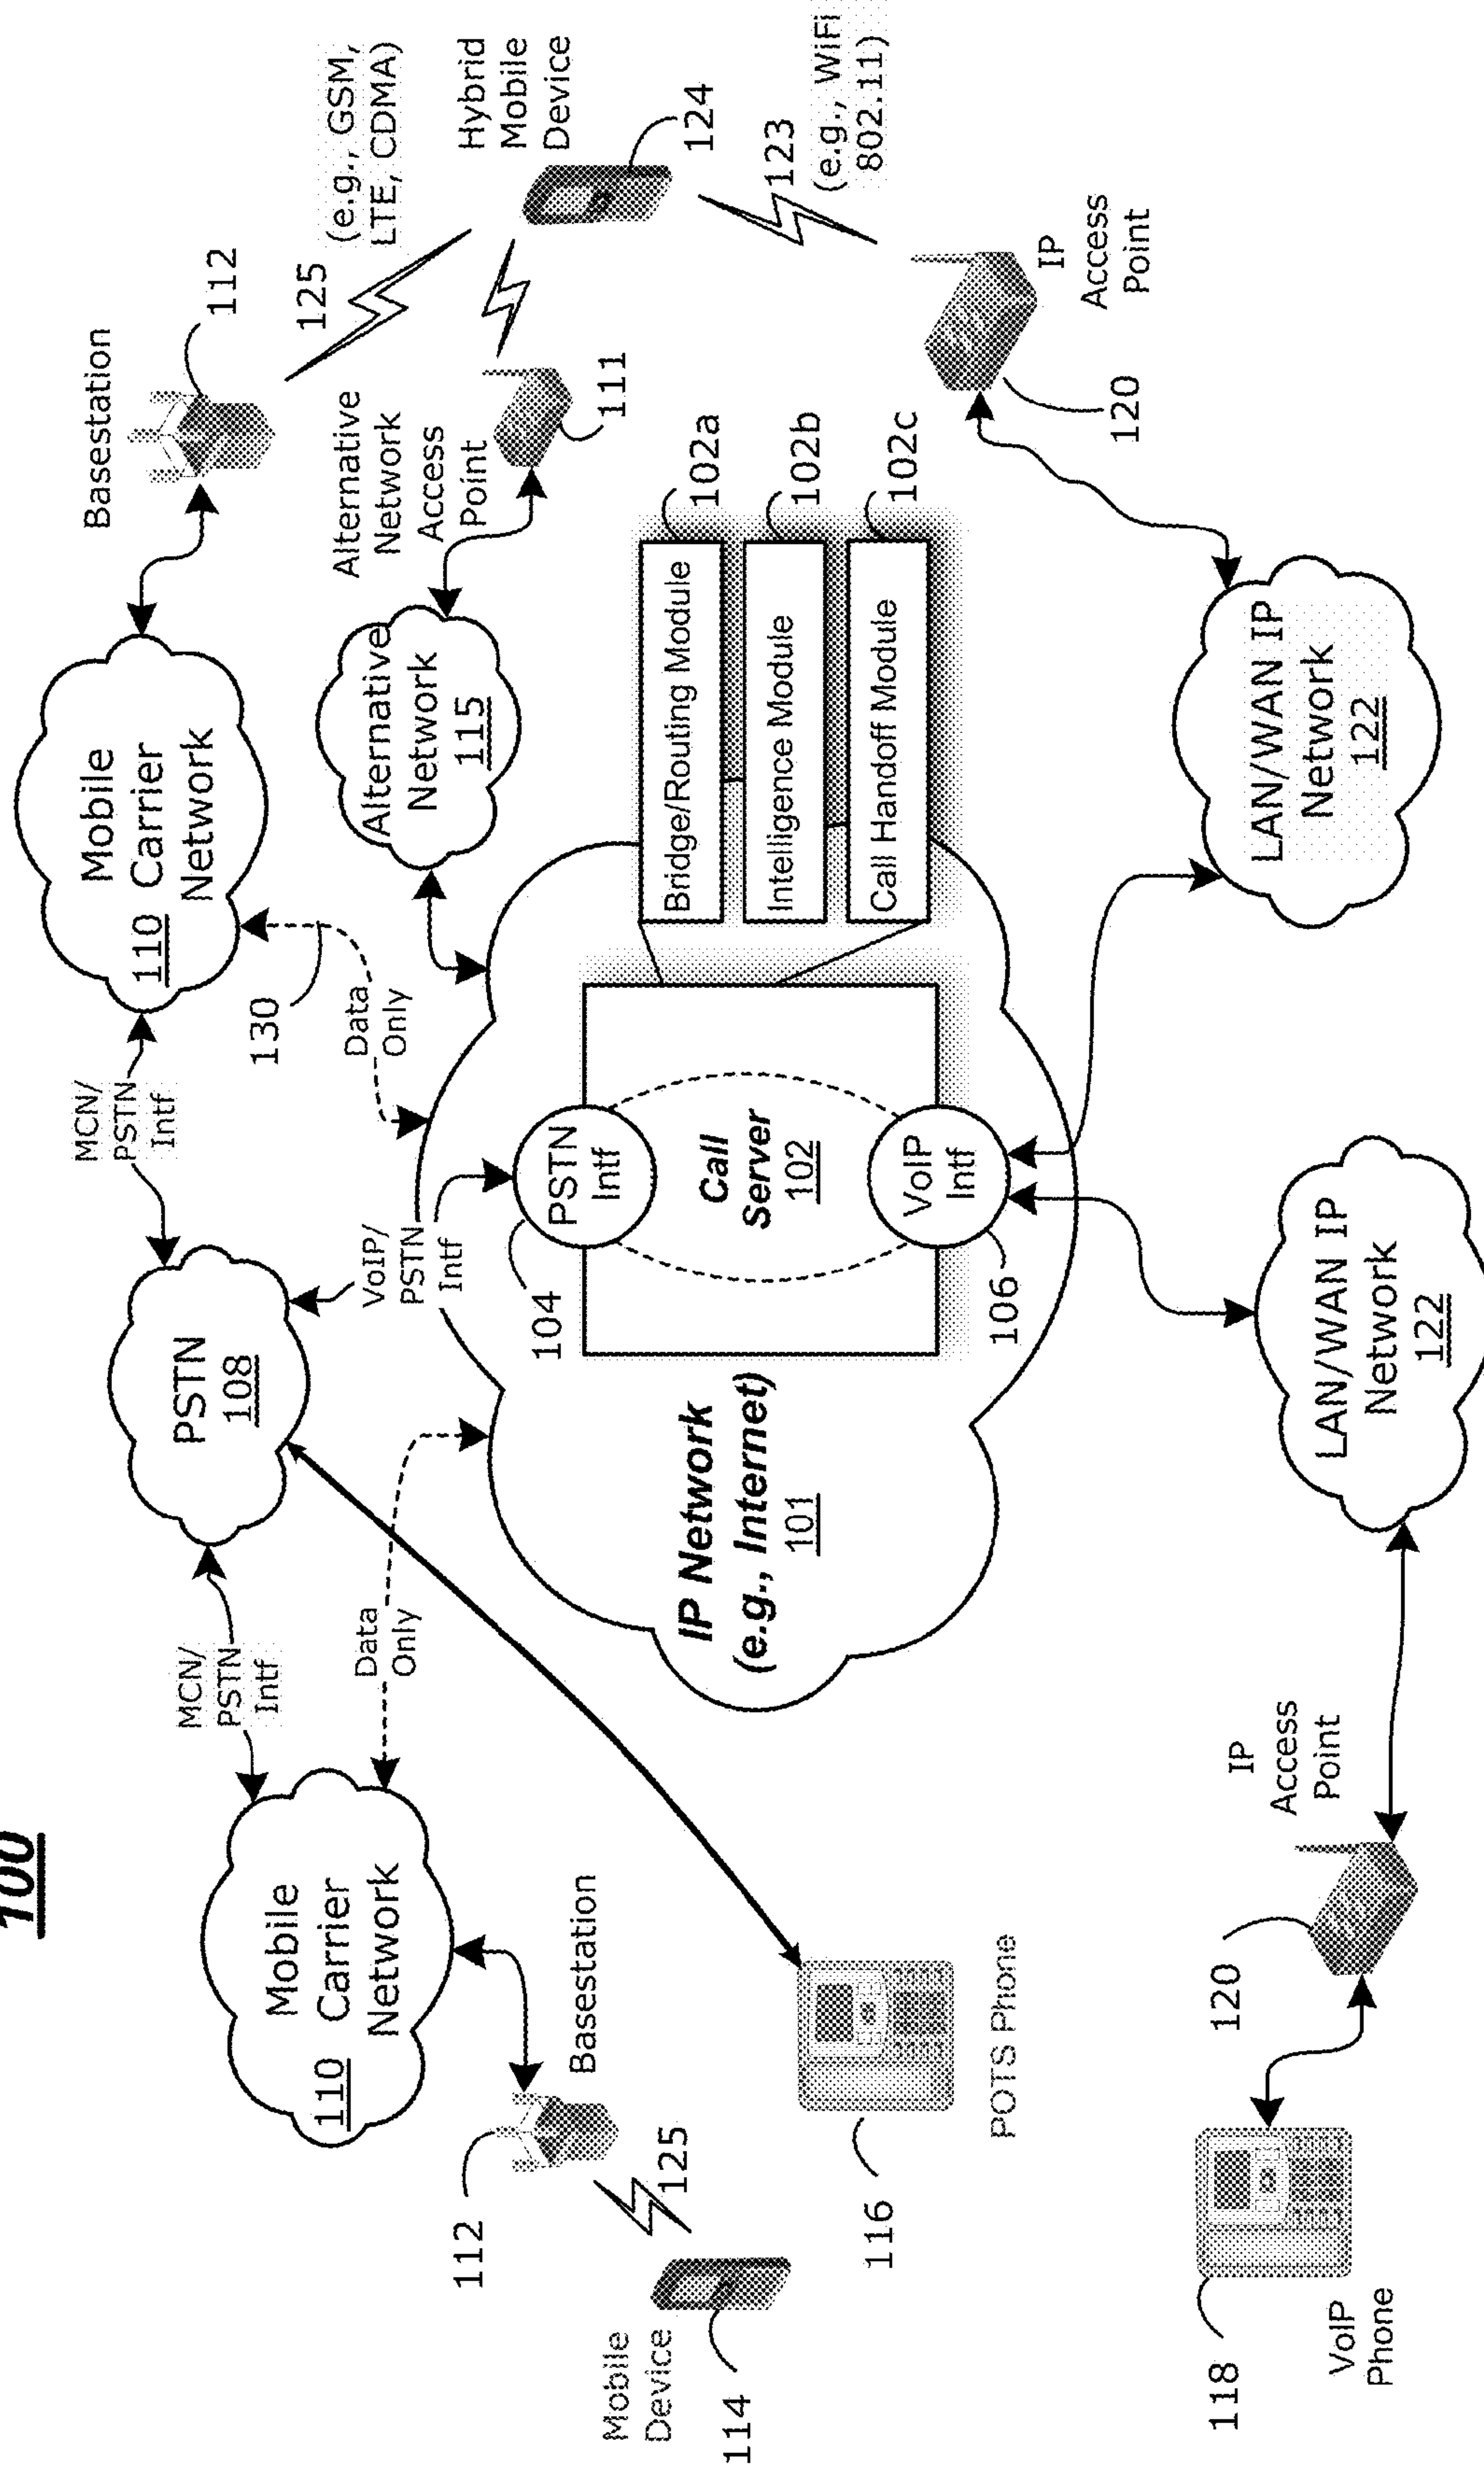 100
Mobile
Carrier
Network
110
MCN/
PSTN
Intf
PSTN
108
MCN/
PSTN
Intf
Mobile
Carrier
Network
110
Basestation
112
125
(e.g., GSM,
LTE, CDMA)
Hybrid
Mobile
Device
124
123
(e.g., WiFi
802.11)
Alternative
Network
Access
Point
111
Alternative
Network
115
130
Data
Only
Data
Only
VoIP/
PSTN
Intf
Basestation
112
125
Mobile
Device
114
116
POTS Phone
IP Network
(e.g., Internet)
101
104
PSTN
Intf
Call
Server
102
VoIP
Intf
106
Bridge/Routing Module
102a
Intelligence Module
102b
Call Handoff Module
102c
IP
Access
Point
120
LAN/WAN IP
Network
122
LAN/WAN IP
Network
122
IP
Access
Point
120
118
VoIP
Phone